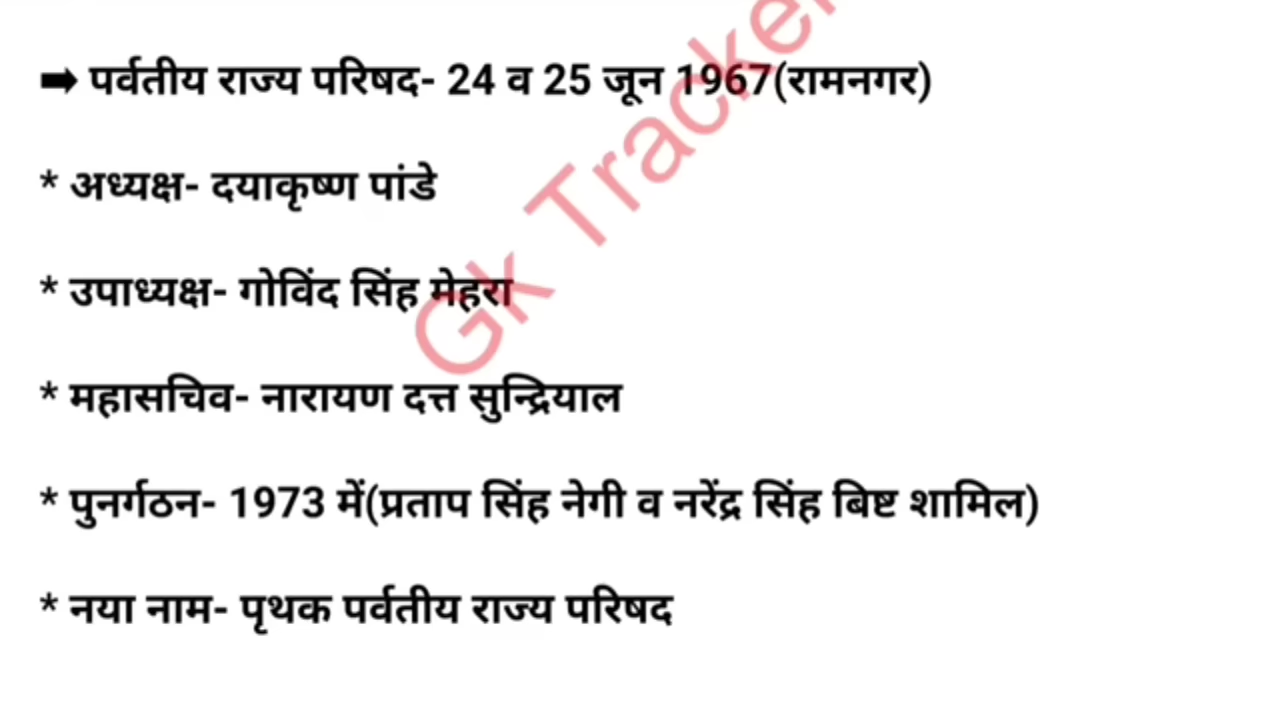 ➡ पर्वतीय राज्य परिषद- 24 व 25 जून 1967(रामनगर)
* अध्यक्ष- दयाकृष्ण पांडे
* उपाध्यक्ष- गोविंद सिंह मेहरा
* महासचिव- नारायण दत्त सुन्द्रियाल
* पुनर्गठन- 1973 में(प्रताप सिंह नेगी व नरेंद्र सिंह बिष्ट शामिल)
* नया नाम- पृथक पर्वतीय राज्य परिषद
Gk Tracker